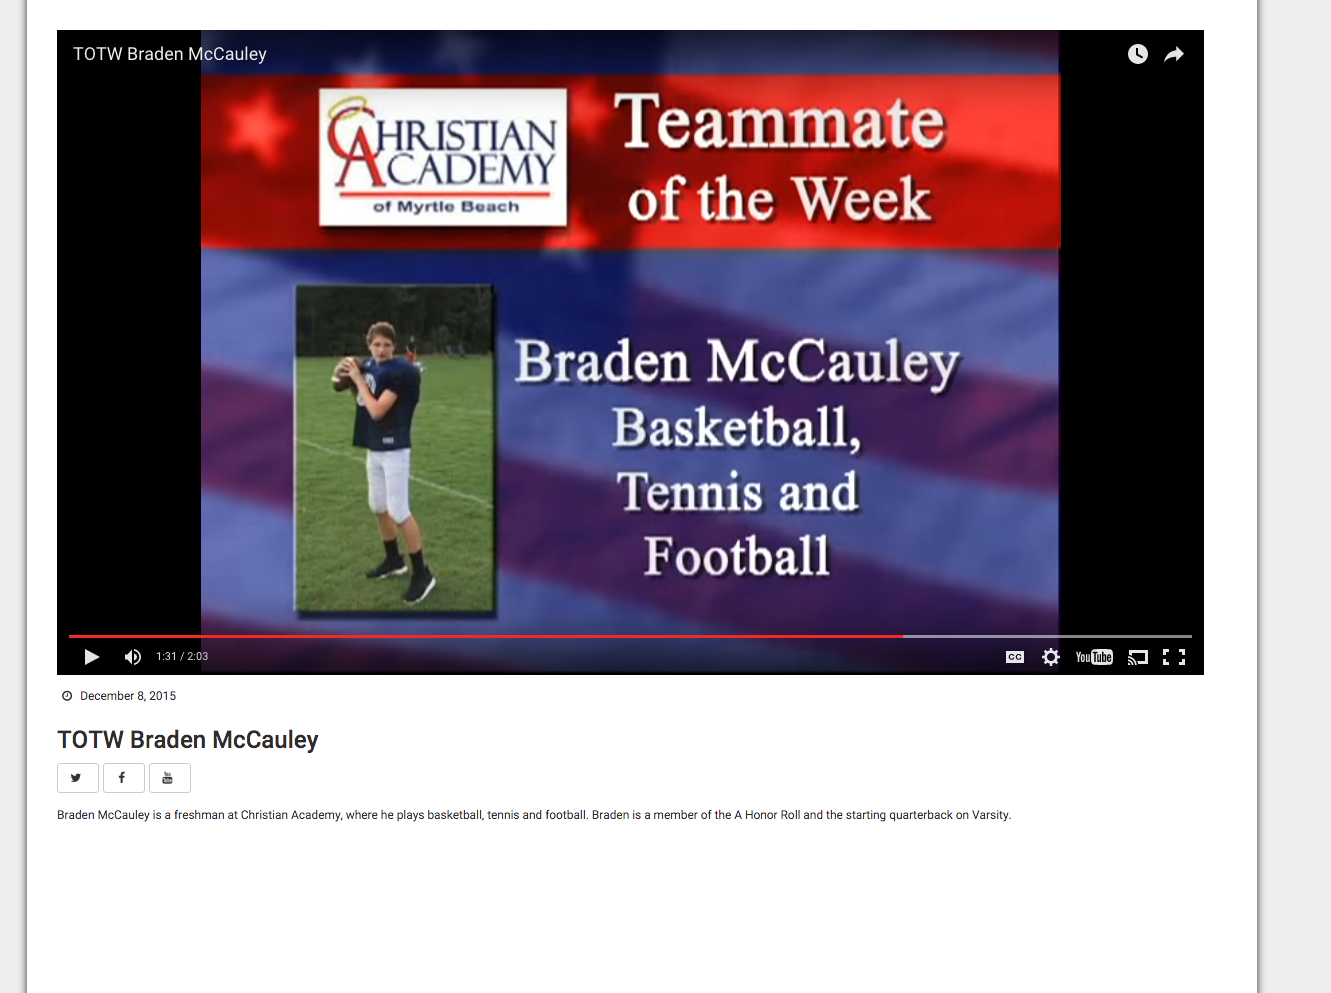 TOTW Braden McCauley
CHRISTIAN
ACADEMY
of Myrtle Beach
Teammate
of the Week
Braden McCauley
Basketball,
Tennis and
Football
1:31 / 2:03
CC
YouTube
December 8, 2015
TOTW Braden McCauley
You Tube
Braden McCauley is a freshman at Christian Academy, where he plays basketball, tennis and football. Braden is a member of the A Honor Roll and the starting quarterback on Varsity.